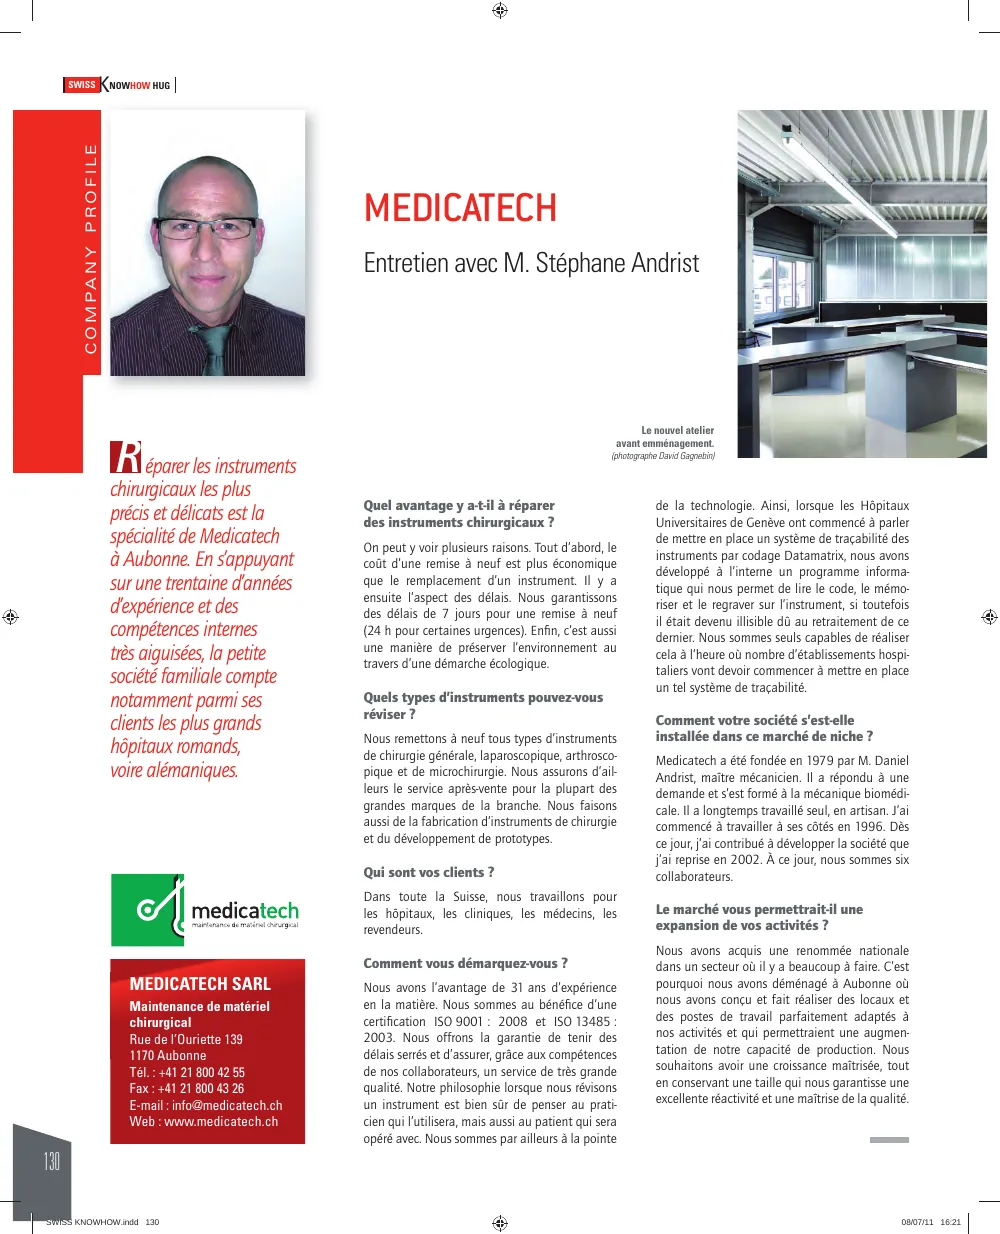 SWISS KNOWHOW HUG
COMPANY PROFILE
MEDICATECH
Entretien avec M. Stéphane Andrist
Le nouvel atelier
avant emménagement.
(photographe David Gagnebin)
Réparer les instruments
chirurgicaux les plus
précis et délicats est la
spécialité de Medicatech
à Aubonne. En s’appuyant
sur une trentaine d’années
d’expérience et des
compétences internes
très aiguisées, la petite
société familiale compte
notamment parmi ses
clients les plus grands
hôpitaux romands,
voire alémaniques.
medicatech
maintenance de matériel chirurgical
MEDICATECH SARL
Maintenance de matériel
chirurgical
Rue de l’Ouriette 139
1170 Aubonne
Tél. : +41 21 800 42 55
Fax : +41 21 800 43 26
E-mail : info@medicatech.ch
Web : www.medicatech.ch
Quel avantage y a-t-il à réparer
des instruments chirurgicaux ?
On peut y voir plusieurs raisons. Tout d’abord, le
coût d’une remise à neuf est plus économique
que le remplacement d’un instrument. Il y a
ensuite l’aspect des délais. Nous garantissons
des délais de 7 jours pour une remise à neuf
(24 h pour certaines urgences). Enfin, c’est aussi
une manière de préserver l’environnement au
travers d’une démarche écologique.
Quels types d’instruments pouvez-vous
réviser ?
Nous remettons à neuf tous types d’instruments
de chirurgie générale, laparoscopique, arthrosco-
pique et de microchirurgie. Nous assurons d’ail-
leurs le service après-vente pour la plupart des
grandes marques de la branche. Nous faisons
aussi de la fabrication d’instruments de chirurgie
et du développement de prototypes.
Qui sont vos clients ?
Dans toute la Suisse, nous travaillons pour
les hôpitaux, les cliniques, les médecins, les
revendeurs.
Comment vous démarquez-vous ?
Nous avons l’avantage de 31 ans d’expérience
en la matière. Nous sommes au bénéfice d’une
certification ISO 9001 : 2008 et ISO 13485 :
2003. Nous offrons la garantie de tenir des
délais serrés et d’assurer, grâce aux compétences
de nos collaborateurs, un service de très grande
qualité. Notre philosophie lorsque nous révisons
un instrument est bien sûr de penser au prati-
cien qui l’utilisera, mais aussi au patient qui sera
opéré avec. Nous sommes par ailleurs à la pointe
de la technologie. Ainsi, lorsque les Hôpitaux
Universitaires de Genève ont commencé à parler
de mettre en place un système de traçabilité des
instruments par codage Datamatrix, nous avons
développé à l’interne un programme informa-
tique qui nous permet de lire le code, le mémo-
riser et le regraver sur l’instrument, si toutefois
il était devenu illisible dû au retraitement de ce
dernier. Nous sommes seuls capables de réaliser
cela à l’heure où nombre d’établissements hospi-
taliers vont devoir commencer à mettre en place
un tel système de traçabilité.
Comment votre société s’est-elle
installée dans ce marché de niche ?
Medicatech a été fondée en 1979 par M. Daniel
Andrist, maître mécanicien. Il a répondu à une
demande et s’est formé à la mécanique biomédi-
cale. Il a longtemps travaillé seul, en artisan. J’ai
commencé à travailler à ses côtés en 1996. Dès
ce jour, j’ai contribué à développer la société que
j’ai reprise en 2002. À ce jour, nous sommes six
collaborateurs.
Le marché vous permettrait-il une
expansion de vos activités ?
Nous avons acquis une renommée nationale
dans un secteur où il y a beaucoup à faire. C’est
pourquoi nous avons déménagé à Aubonne où
nous avons conçu et fait réaliser des locaux et
des postes de travail parfaitement adaptés à
nos activités et qui permettraient une augmen-
tation de notre capacité de production. Nous
souhaitons avoir une croissance maîtrisée, tout
en conservant une taille qui nous garantisse une
excellente réactivité et une maîtrise de la qualité.
130
SWISS KNOWHOW.indd 130
08/07/11 16:21